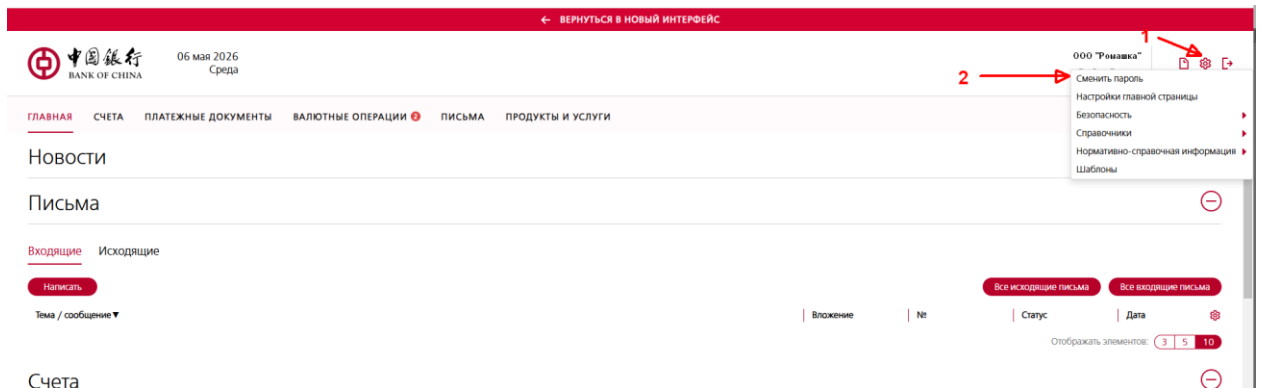 ← ВЕРНУТЬСЯ В НОВЫЙ ИНТЕРФЕЙС
1
中国銀行
BANK OF CHINA
06 мая 2026
Среда
ООО "Ромашка"
2
Сменить пароль
Настройки главной страницы
Безопасность
Справочники
Нормативно-справочная информация
Шаблоны
ГЛАВНАЯ СЧЕТА ПЛАТЕЖНЫЕ ДОКУМЕНТЫ ВАЛЮТНЫЕ ОПЕРАЦИИ 2 ПИСЬМА ПРОДУКТЫ И УСЛУГИ
Новости
Письма
Входящие Исходящие
Написать
Все исходящие письма Все входящие письма
Тема / сообщение▼ Вложение № Статус Дата
Отображать элементов: 3 5 10
Счета